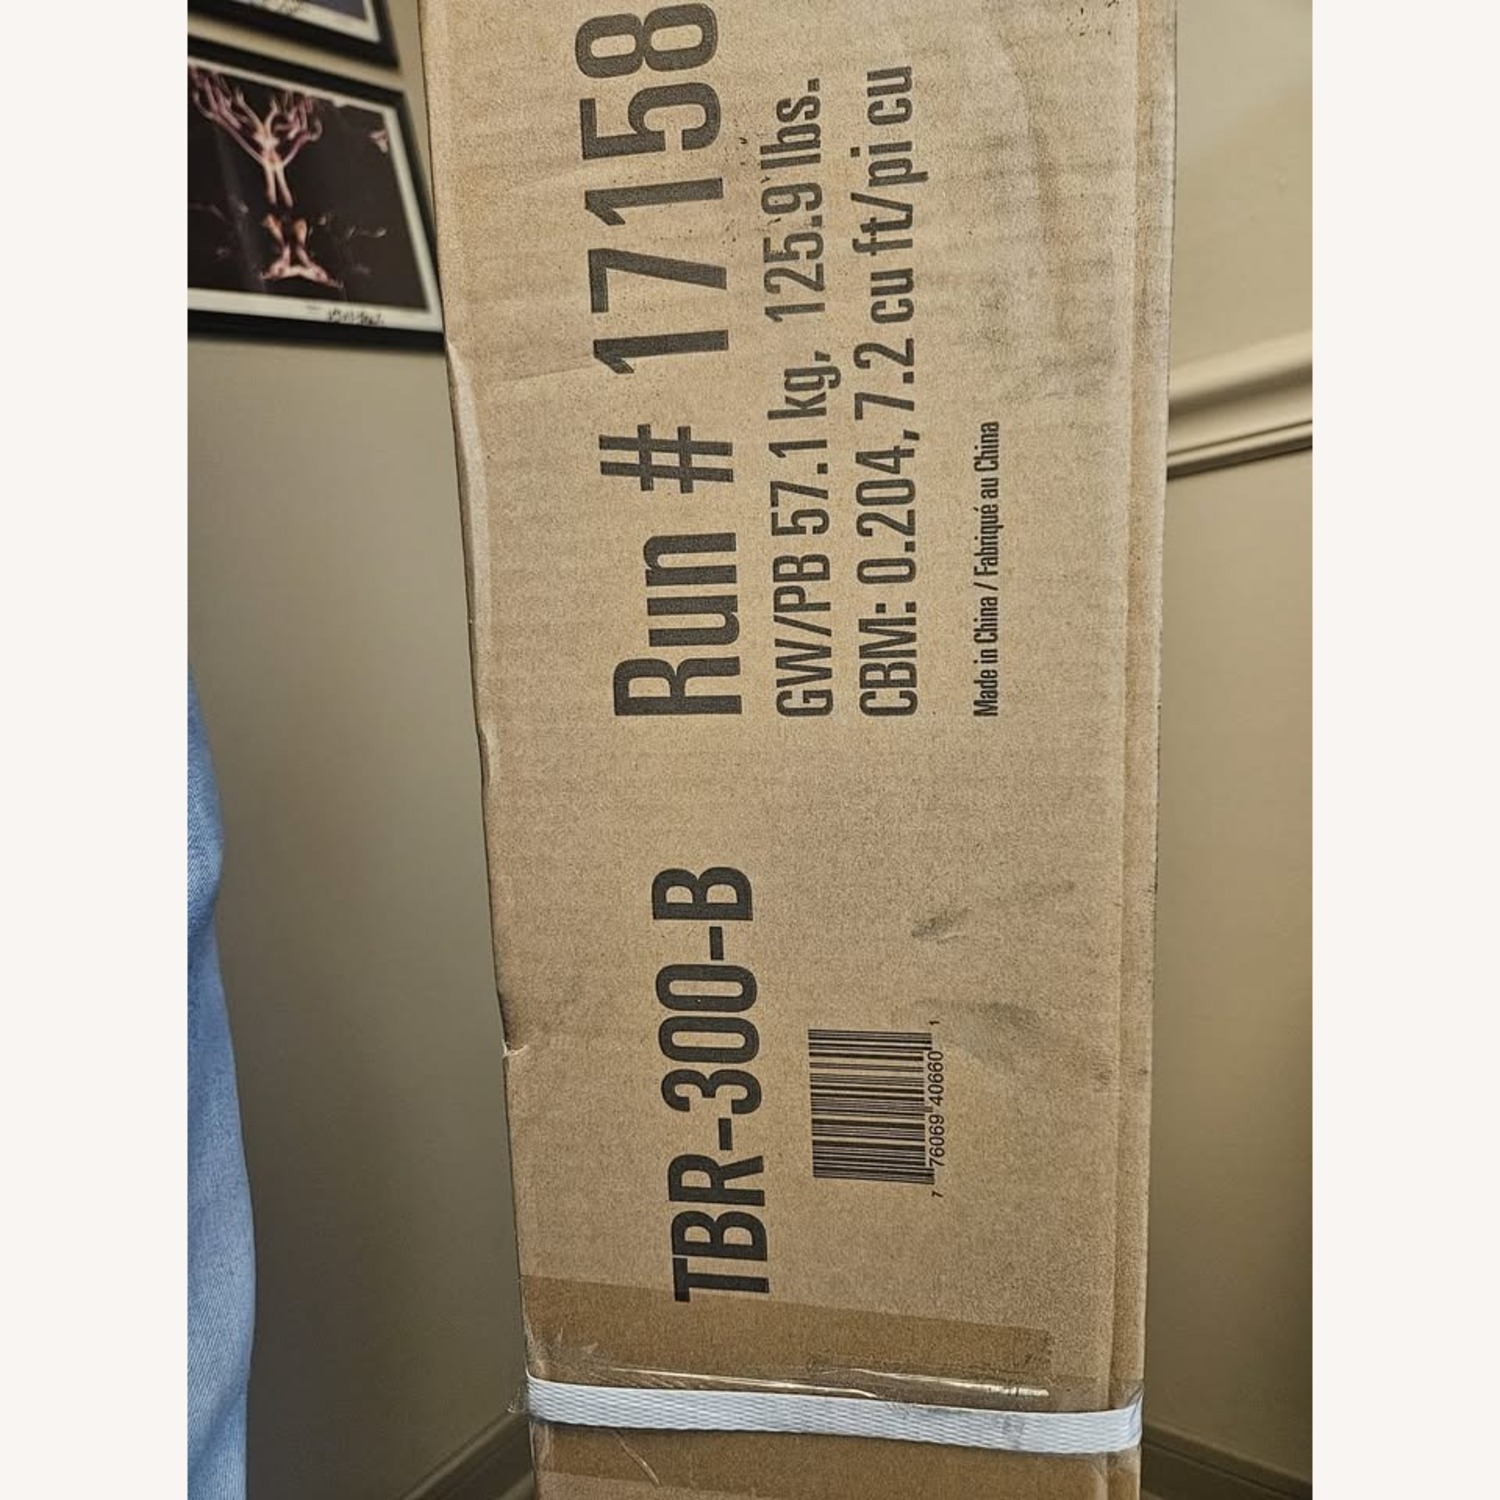 Run # 17158
GW/PB 57.1 kg, 125.9 lbs.
CBM: 0.204, 7.2 cu ft/pi cu
Made in China / Fabriqué au China
TBR-300-B
7 76069 40660 1